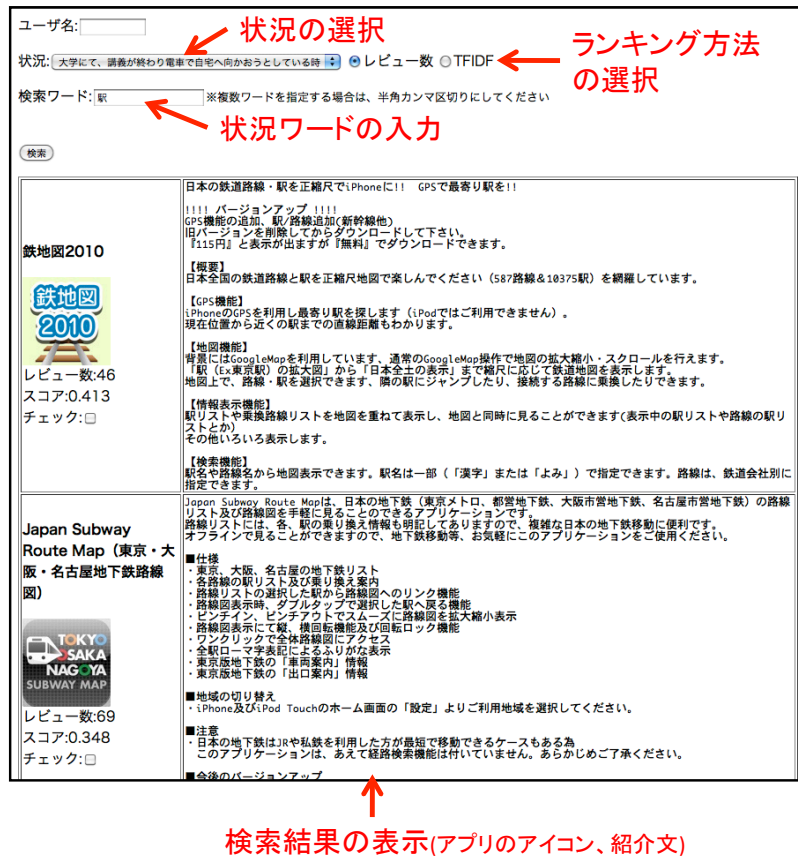 ユーザ名:
状況の選択
状況: 大学にて、講義が終わり電車で自宅へ向かおうとしている時 レビュー数 TFIDF
ランキング方法
の選択
検索ワード: 駅 ※複数ワードを指定する場合は、半角カンマ区切りにしてください
状況ワードの入力
検索
鉄地図2010
鉄地図
2010
レビュー数:46
スコア:0.413
チェック:
日本の鉄道路線・駅を正縮尺でiPhoneに!! GPSで最寄り駅を!!
!!!! バージョンアップ !!!!
GPS機能の追加、駅/路線追加(新幹線他)
旧バージョンを削除してからダウンロードして下さい。
『115円』と表示が出ますが『無料』でダウンロードできます。
【概要】
日本全国の鉄道路線と駅を正縮尺地図で楽しんでください（587路線&10375駅）を網羅しています。
【GPS機能】
iPhoneのGPSを利用し最寄り駅を探します（iPodではご利用できません）。
現在位置から近くの駅までの直線距離もわかります。
【地図機能】
背景にはGoogleMapを利用しています、通常のGoogleMap操作で地図の拡大縮小・スクロールを行えます。
「駅（Ex東京駅）の拡大図」から「日本全土の表示」まで縮尺に応じて鉄道地図を表示します。
地図上で、路線・駅を選択できます、隣の駅にジャンプしたり、接続する路線に乗換したりできます。
【情報表示機能】
駅リストや乗換路線リストを地図を重ねて表示し、地図と同時に見ることができます(表示中の駅リストや路線の駅リ
ストとか)
その他いろいろ表示します。
【検索機能】
駅名や路線名から地図表示できます。駅名は一部（「漢字」または「よみ」）で指定できます。路線は、鉄道会社別に
指定できます。
Japan Subway
Route Map（東京・大
阪・名古屋地下鉄路線
図）
TOKYO
OSAKA
NAGOYA
SUBWAY MAP
レビュー数:69
スコア:0.348
チェック:
Japan Subway Route Mapは、日本の地下鉄（東京メトロ、都営地下鉄、大阪市営地下鉄、名古屋市営地下鉄）の路線
リスト及び路線図を手軽に見ることのできるアプリケーションです。
路線リストには、各、駅の乗り換え情報も明記してありますので、複雑な日本の地下鉄移動に便利です。
オフラインで見ることができますので、地下鉄移動等、お気軽にこのアプリケーションをご使用ください。
■仕様
・東京、大阪、名古屋の地下鉄リスト
・各路線の駅リスト及び乗り換え案内
・路線リストの選択した駅から路線図へのリンク機能
・路線図表示時、ダブルタップで選択した駅へ戻る機能
・ピンチイン、ピンチアウトでスムーズに路線図を拡大縮小表示
・路線図表示にて縦、横回転機能及び回転ロック機能
・ワンクリックで全体路線図にアクセス
・全駅ローマ字表記によるふりがな表示
・東京版地下鉄の「車両案内」情報
・東京版地下鉄の「出口案内」情報
■地域の切り替え
・iPhone及びiPod Touchのホーム画面の「設定」よりご利用地域を選択してください。
■注意
・日本の地下鉄はJRや私鉄を利用した方が最短で移動できるケースもある為
このアプリケーションは、あえて経路検索機能は付いていません。あらかじめご了承ください。
■今後のバージョンアップ
検索結果の表示(アプリのアイコン、紹介文)